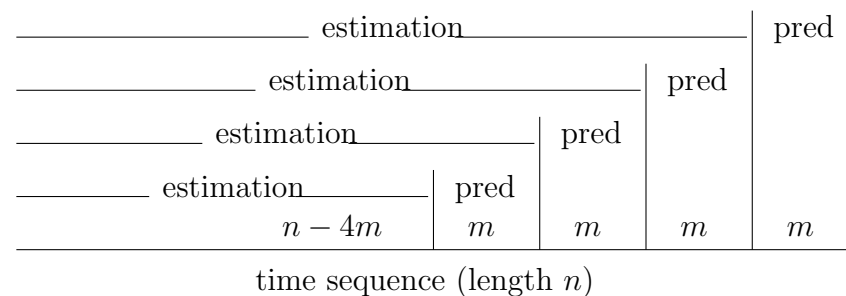 estimation pred
estimation pred
estimation pred
estimation pred
n − 4m m m m m
time sequence (length n)